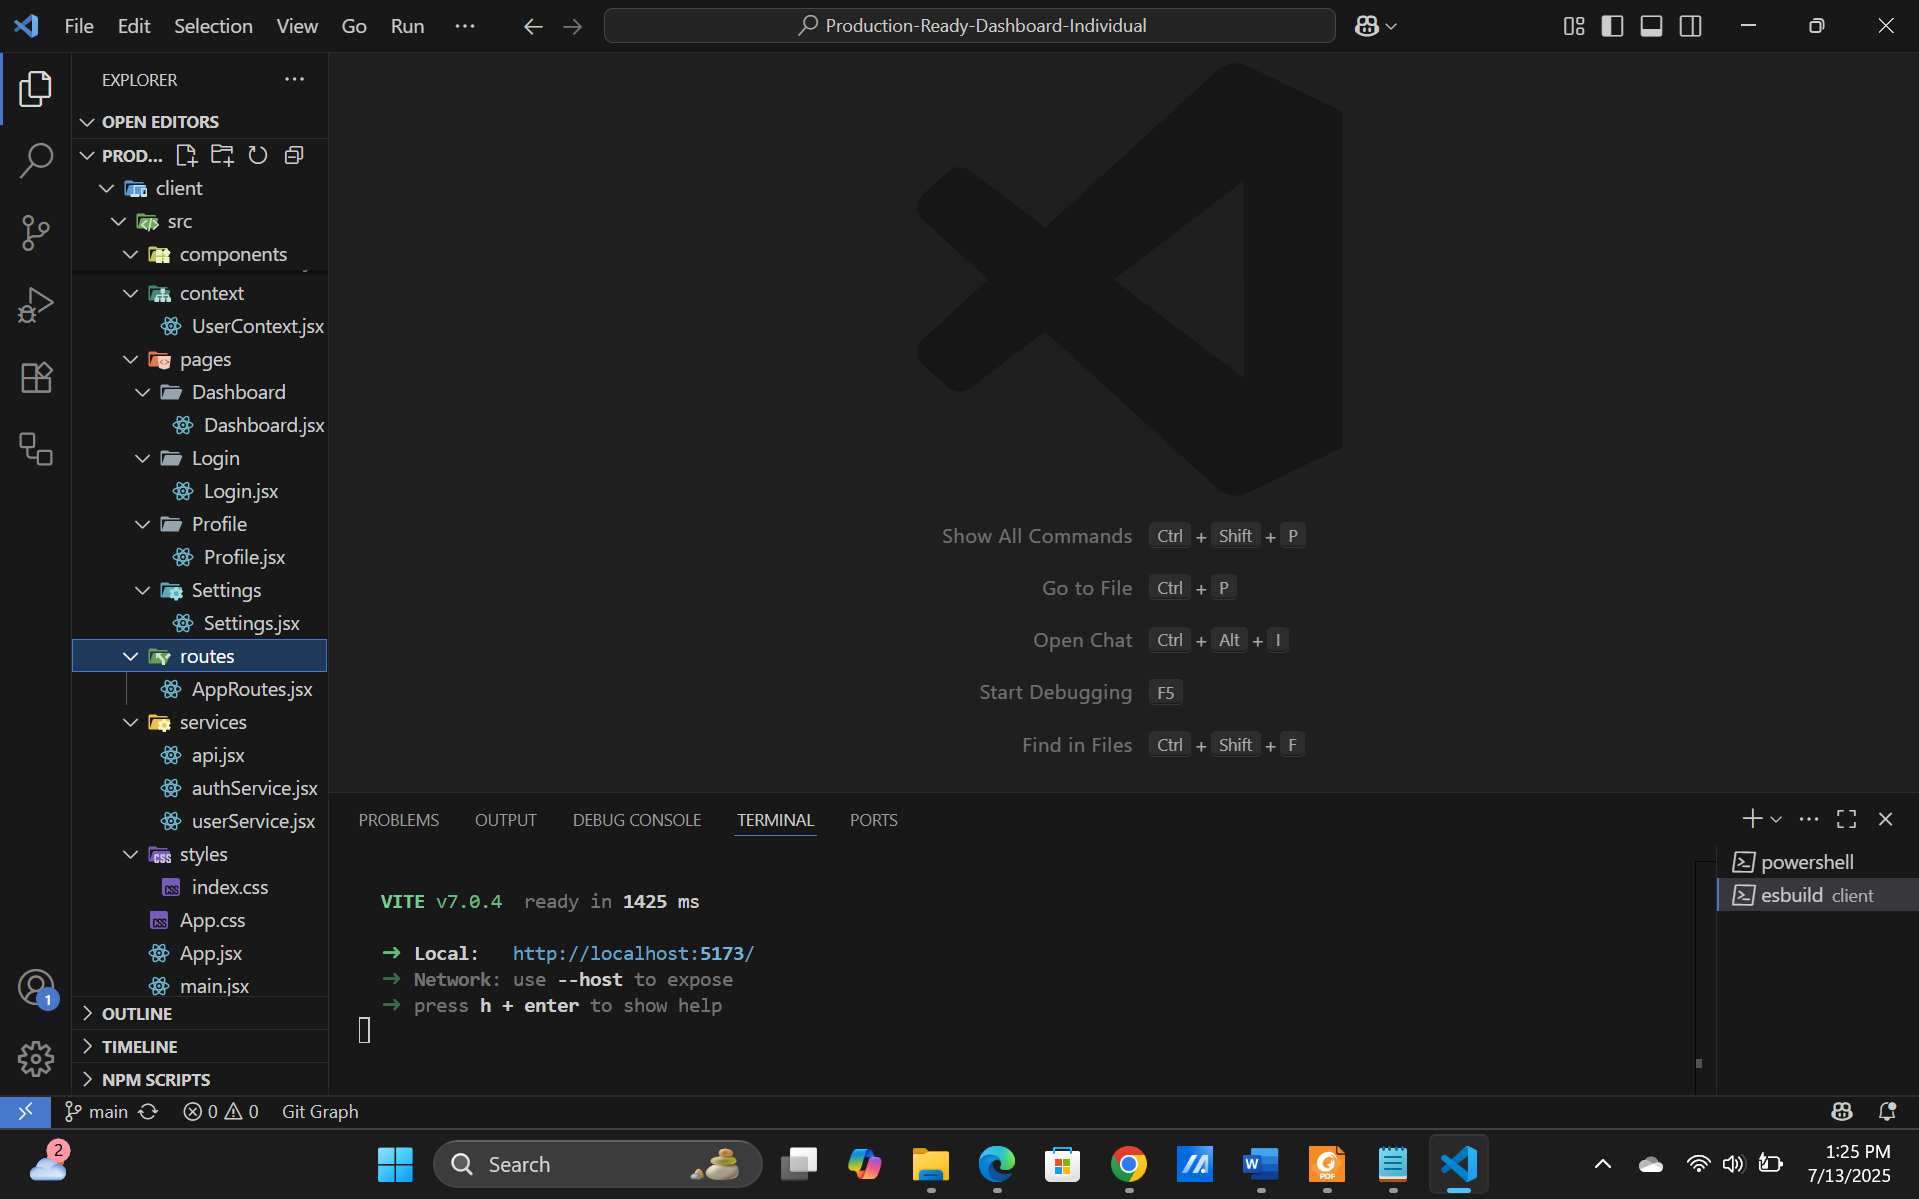 File Edit Selection View Go Run ···
Production-Ready-Dashboard-Individual
EXPLORER
OPEN EDITORS
PROD...
client
src
components
context
UserContext.jsx
pages
Dashboard
Dashboard.jsx
Login
Login.jsx
Profile
Profile.jsx
Settings
Settings.jsx
routes
AppRoutes.jsx
services
api.jsx
authService.jsx
userService.jsx
styles
index.css
App.css
App.jsx
main.jsx
OUTLINE
TIMELINE
NPM SCRIPTS
1
Show All Commands Ctrl + Shift + P
Go to File Ctrl + P
Open Chat Ctrl + Alt + I
Start Debugging F5
Find in Files Ctrl + Shift + F
PROBLEMS OUTPUT DEBUG CONSOLE TERMINAL PORTS
VITE v7.0.4 ready in 1425 ms
➜ Local: http://localhost:5173/
➜ Network: use --host to expose
➜ press h + enter to show help
powershell
esbuild client
main 0 0 Git Graph
2
Search
W
PDF
1:25 PM
7/13/2025